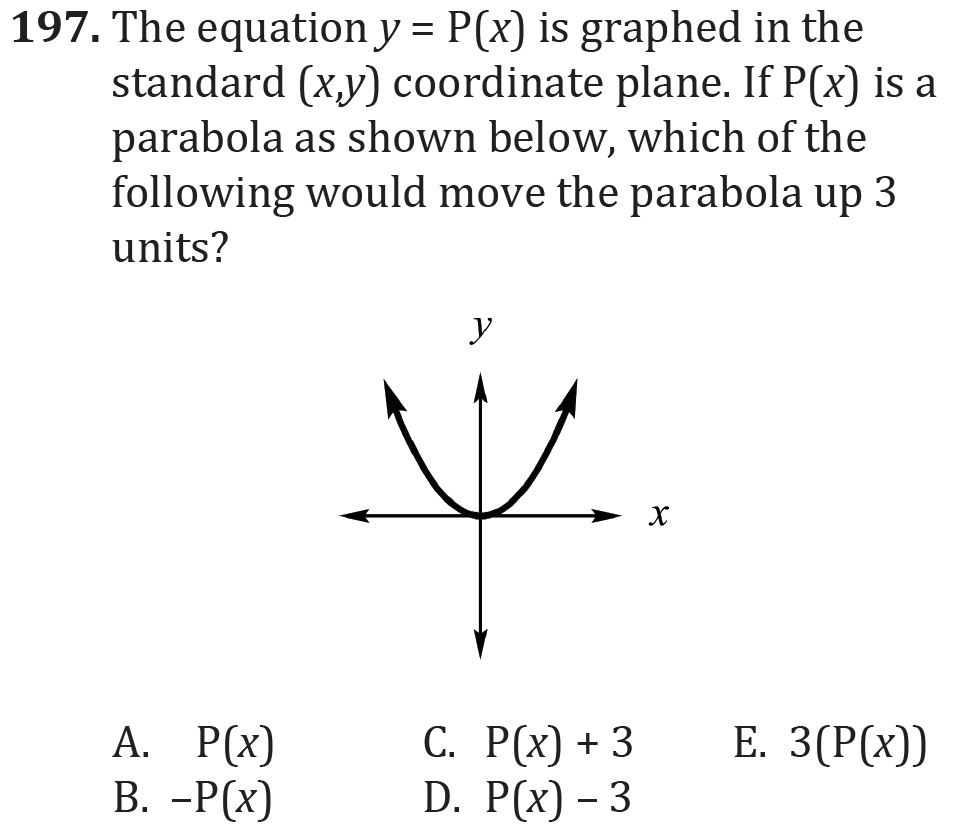 197. The equation y = P(x) is graphed in the
standard (x,y) coordinate plane. If P(x) is a
parabola as shown below, which of the
following would move the parabola up 3
units?
y
x
A. P(x) C. P(x) + 3 E. 3(P(x))
B. –P(x) D. P(x) – 3